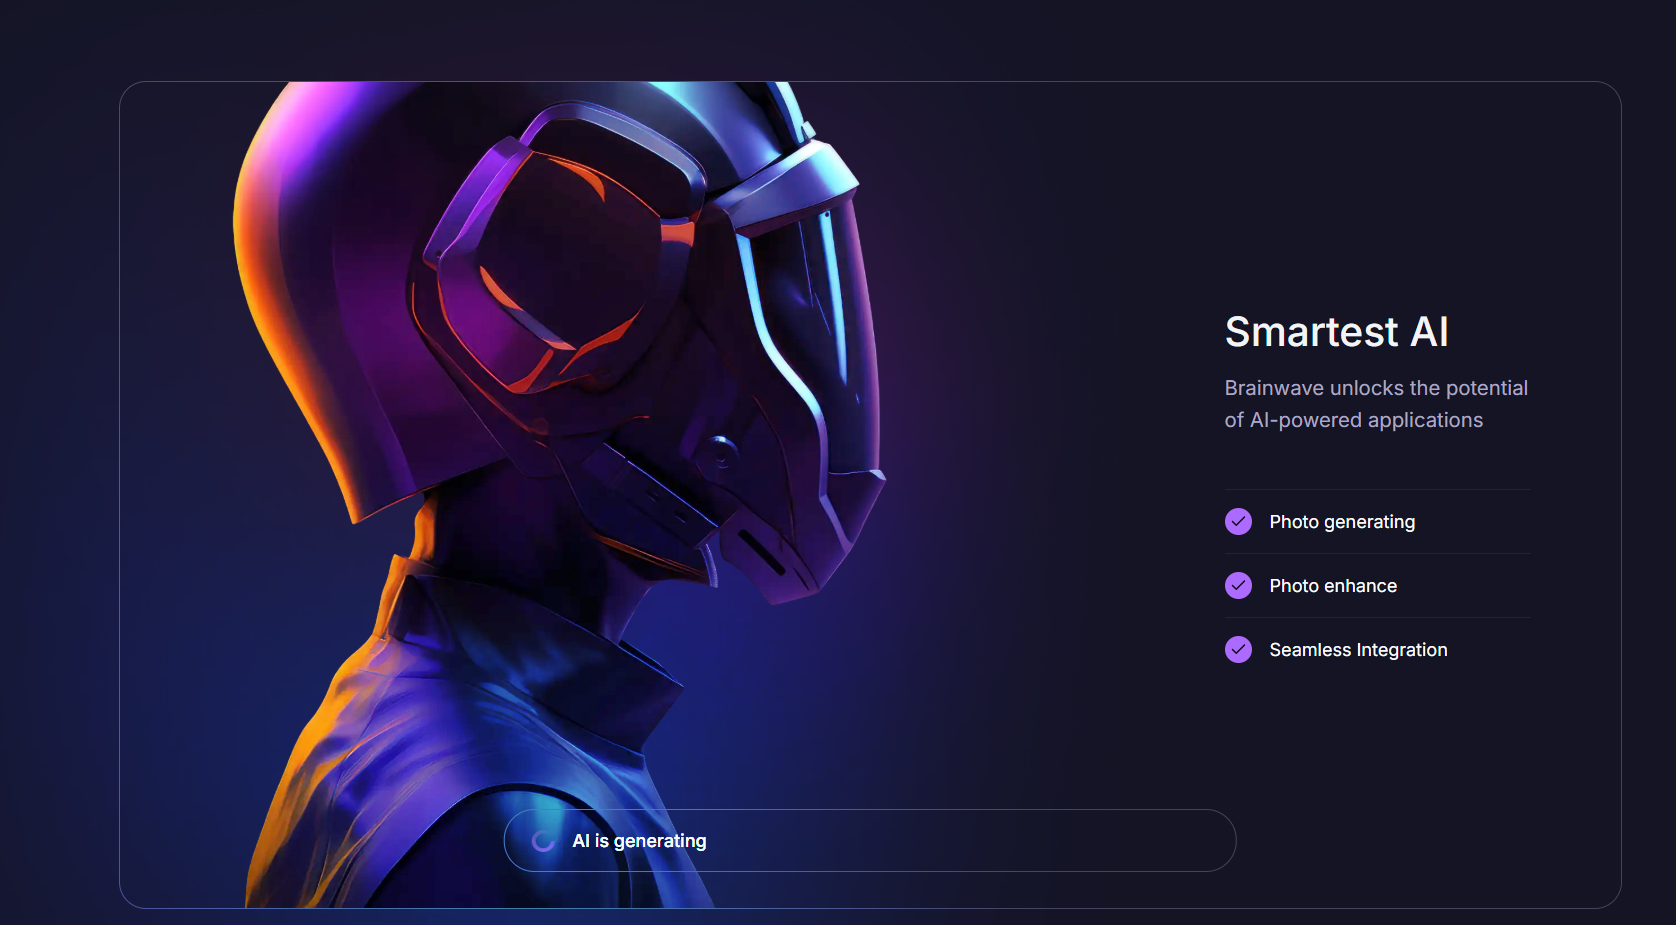 Smartest AI
Brainwave unlocks the potential
of AI-powered applications
Photo generating
Photo enhance
Seamless Integration
AI is generating